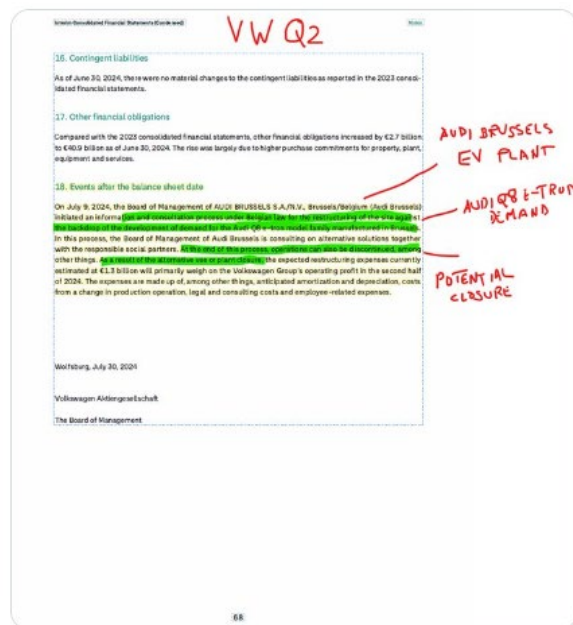 Interim Consolidated Financial Statements (Condensed)
Notes
VW Q2
16. Contingent liabilities
As of June 30, 2024, there were no material changes to the contingent liabilities as reported in the 2023 consol-
idated financial statements.
17. Other financial obligations
Compared with the 2023 consolidated financial statements, other financial obligations increased by €2.7 billion
to €40.9 billion as of June 30, 2024. The rise was largely due to higher purchase commitments for property, plant,
equipment and services.
AUDI BRUSSELS
EV PLANT
18. Events after the balance sheet date
On July 9, 2024, the Board of Management of AUDI BRUSSELS S.A./N.V., Brussels/Belgium (Audi Brussels)
initiated an information and consultation process under Belgian law for the restructuring of the site against
the backdrop of the development of demand for the Audi Q8 e-tron model family manufactured in Brussels.
In this process, the Board of Management of Audi Brussels is consulting on alternative solutions together
with the responsible social partners. At the end of this process, operations can also be discontinued, among
other things. As a result of the alternative use or plant closure, the expected restructuring expenses currently
estimated at €1.3 billion will primarily weigh on the Volkswagen Group's operating profit in the second half
of 2024. The expenses are made up of, among other things, anticipated amortization and depreciation, costs
from a change in production operation, legal and consulting costs and employee-related expenses.
AUDI Q8 E-TRON
DEMAND
POTENTIAL
CLOSURE
Wolfsburg, July 30, 2024
Volkswagen Aktiengesellschaft
The Board of Management
68